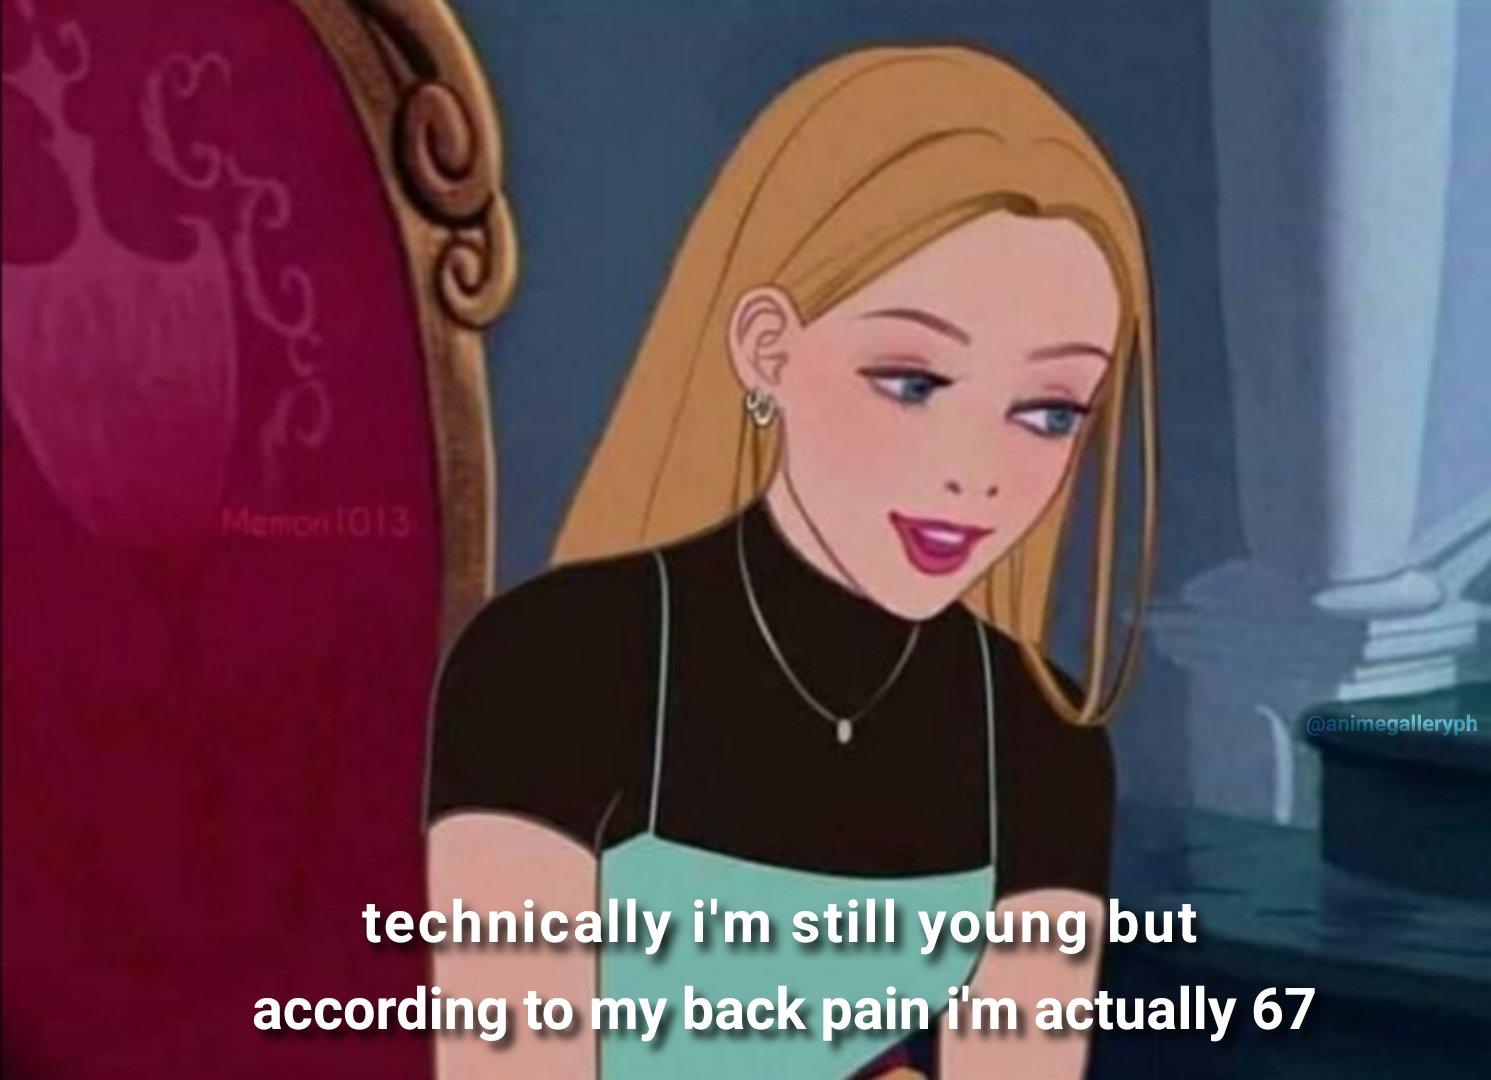 Memori1013
@animegalleryph
technically i'm still young but
according to my back pain i'm actually 67